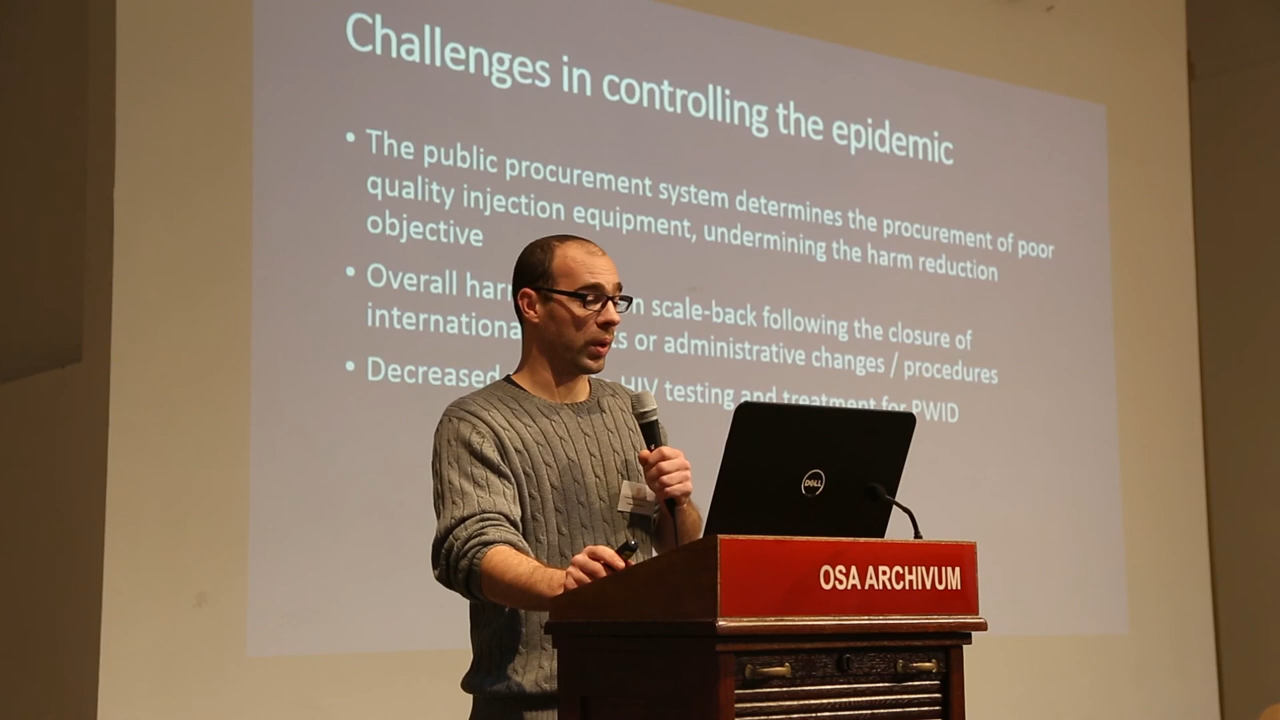 Challenges in controlling the epidemic
• The public procurement system determines the procurement of poor
quality injection equipment, undermining the harm reduction
objective
• Overall scale-back following the closure of
or administrative changes / procedures
• Decreased HIV testing and treatment for PWID
DELL
OSA ARCHIVUM